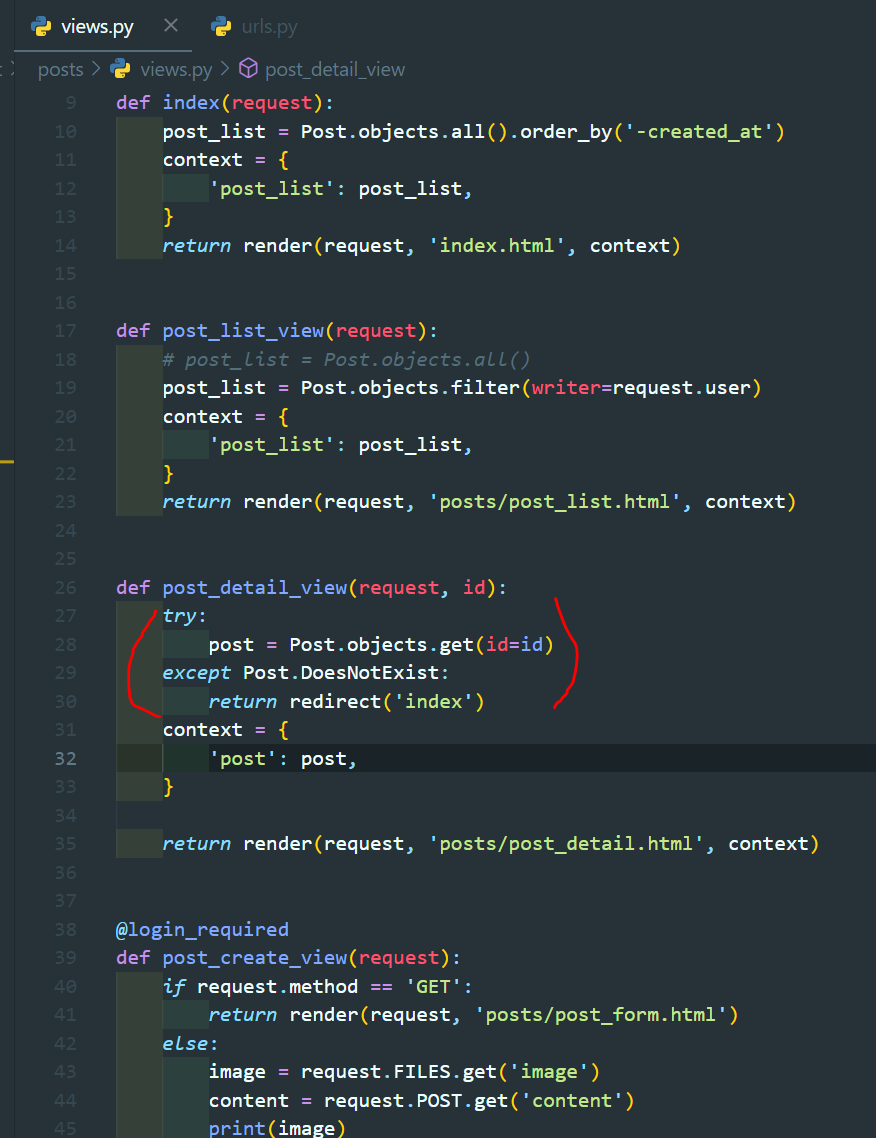 views.py urls.py
posts > views.py > post_detail_view
9 def index(request):
10     post_list = Post.objects.all().order_by('-created_at')
11     context = {
12         'post_list': post_list,
13     }
14     return render(request, 'index.html', context)
15
16
17 def post_list_view(request):
18     # post_list = Post.objects.all()
19     post_list = Post.objects.filter(writer=request.user)
20     context = {
21         'post_list': post_list,
22     }
23     return render(request, 'posts/post_list.html', context)
24
25
26 def post_detail_view(request, id):
27     try:
28         post = Post.objects.get(id=id)
29     except Post.DoesNotExist:
30         return redirect('index')
31     context = {
32         'post': post,
33     }
34
35     return render(request, 'posts/post_detail.html', context)
36
37
38 @login_required
39 def post_create_view(request):
40     if request.method == 'GET':
41         return render(request, 'posts/post_form.html')
42     else:
43         image = request.FILES.get('image')
44         content = request.POST.get('content')
45         print(image)